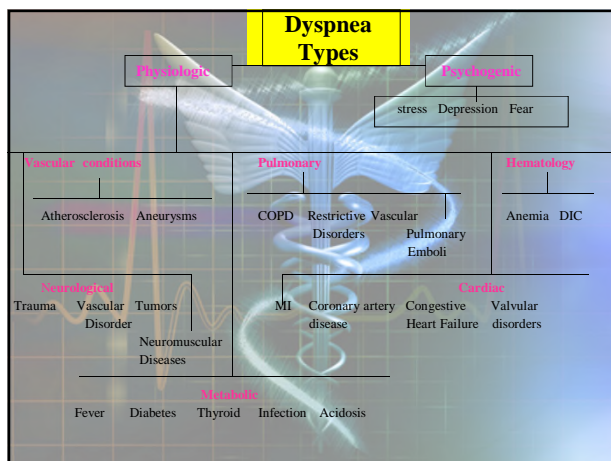 Dyspnea
Types
Physiologic
Psychogenic
stress Depression Fear
Vascular conditions
Pulmonary
Hematology
Atherosclerosis Aneurysms
COPD Restrictive Vascular
Disorders
Pulmonary
Emboli
Anemia DIC
Neurological
Cardiac
Trauma Vascular Tumors
Disorder
Neuromuscular
Diseases
MI Coronary artery Congestive Valvular
disease Heart Failure disorders
Metabolic
Fever Diabetes Thyroid Infection Acidosis